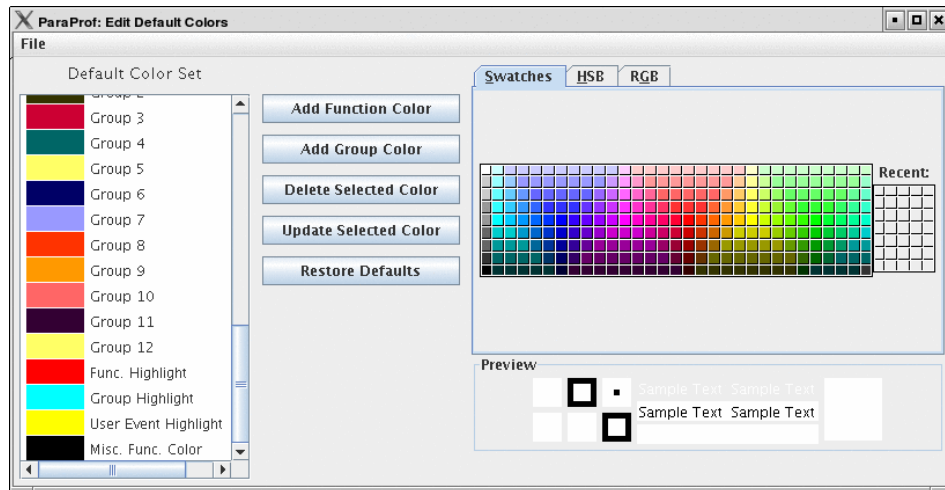 ParaProf: Edit Default Colors
File
Default Color Set
Group 2
Group 3
Group 4
Group 5
Group 6
Group 7
Group 8
Group 9
Group 10
Group 11
Group 12
Func. Highlight
Group Highlight
User Event Highlight
Misc. Func. Color
Add Function Color
Add Group Color
Delete Selected Color
Update Selected Color
Restore Defaults
Swatches HSB RGB
Recent:
Preview
Sample Text Sample Text
Sample Text Sample Text